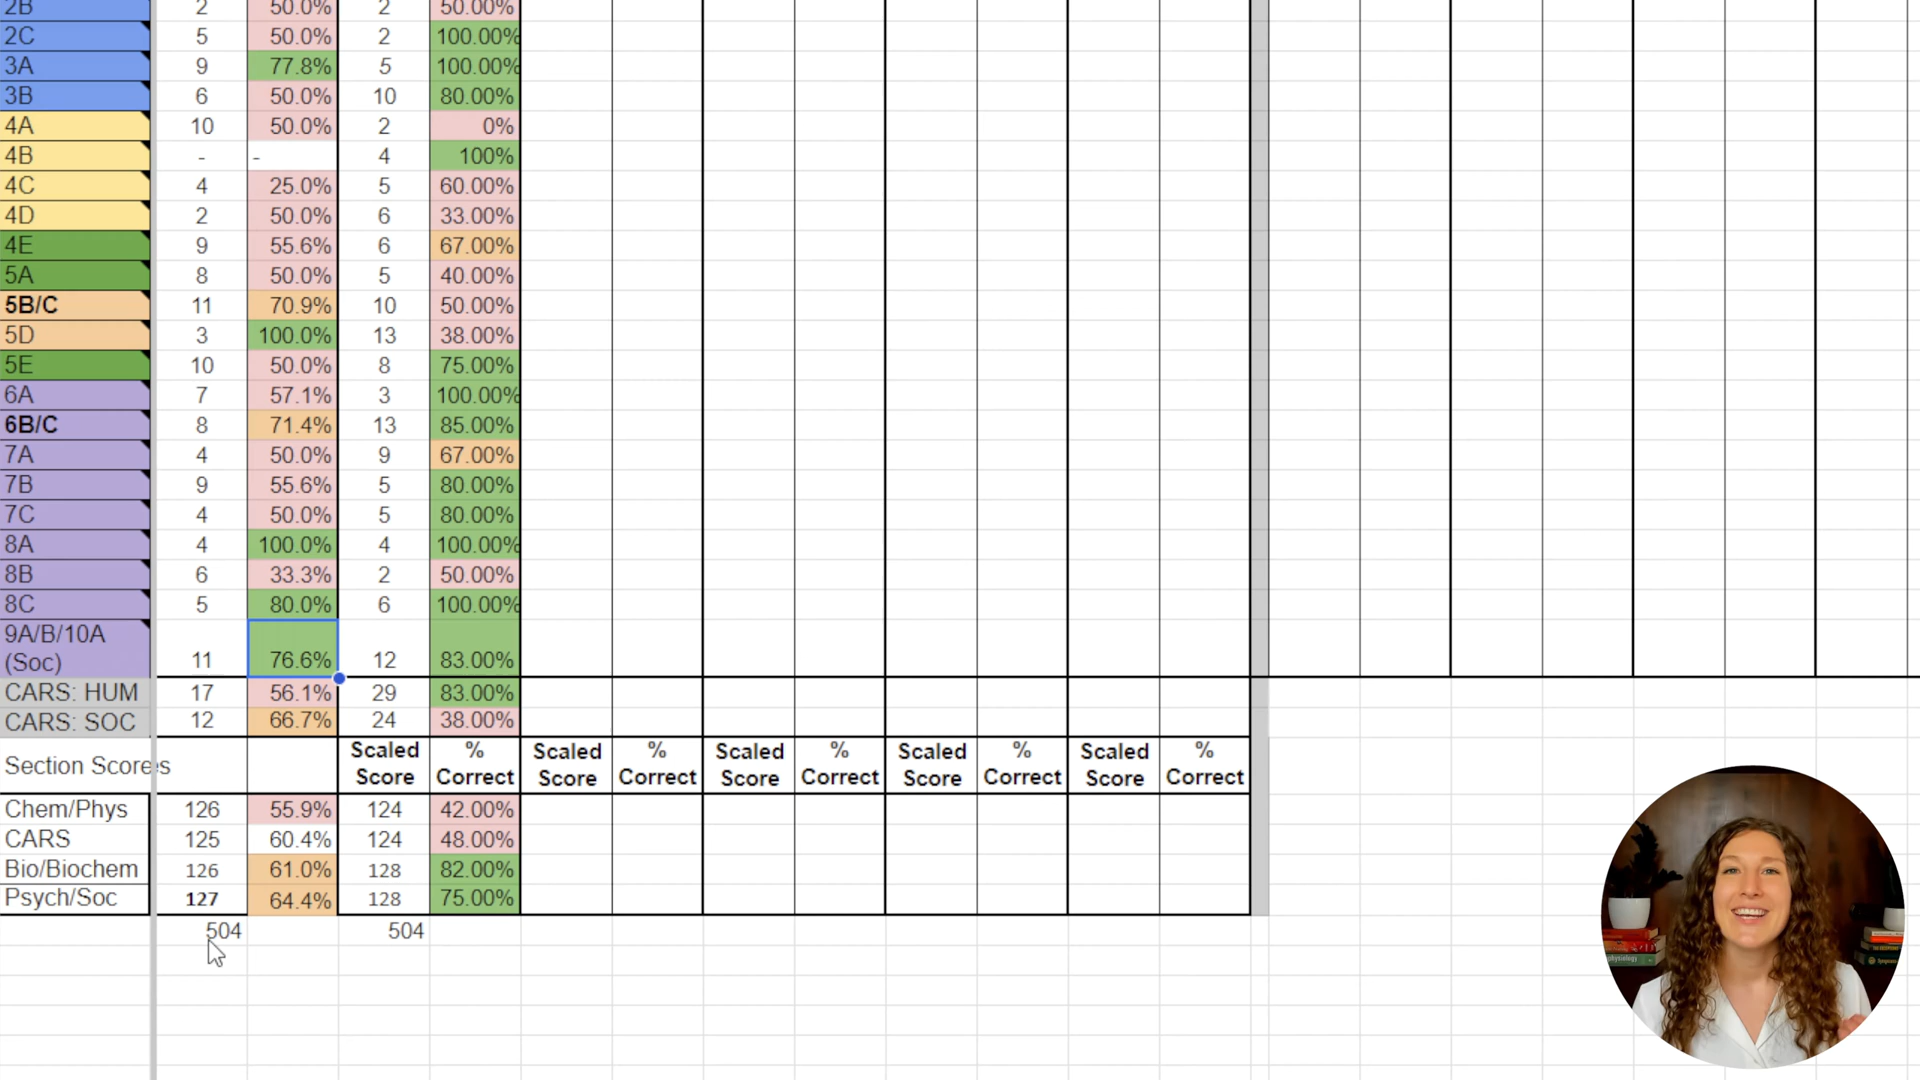 2B 2 50.0% 2 50.00%
2C 5 50.0% 2 100.00%
3A 9 77.8% 5 100.00%
3B 6 50.0% 10 80.00%
4A 10 50.0% 2 0%
4B - - 4 100%
4C 4 25.0% 5 60.00%
4D 2 50.0% 6 33.00%
4E 9 55.6% 6 67.00%
5A 8 50.0% 5 40.00%
5B/C 11 70.9% 10 50.00%
5D 3 100.0% 13 38.00%
5E 10 50.0% 8 75.00%
6A 7 57.1% 3 100.00%
6B/C 8 71.4% 13 85.00%
7A 4 50.0% 9 67.00%
7B 9 55.6% 5 80.00%
7C 4 50.0% 5 80.00%
8A 4 100.0% 4 100.00%
8B 6 33.3% 2 50.00%
8C 5 80.0% 6 100.00%
9A/B/10A
(Soc) 11 76.6% 12 83.00%
CARS: HUM 17 56.1% 29 83.00%
CARS: SOC 12 66.7% 24 38.00%
Scaled % Scaled % Scaled % Scaled % Scaled %
Section Scores
Score Correct Score Correct Score Correct Score Correct Score Correct
Chem/Phys 126 55.9% 124 42.00%
CARS 125 60.4% 124 48.00%
Bio/Biochem 126 61.0% 128 82.00%
Psych/Soc 127 64.4% 128 75.00%
504 504